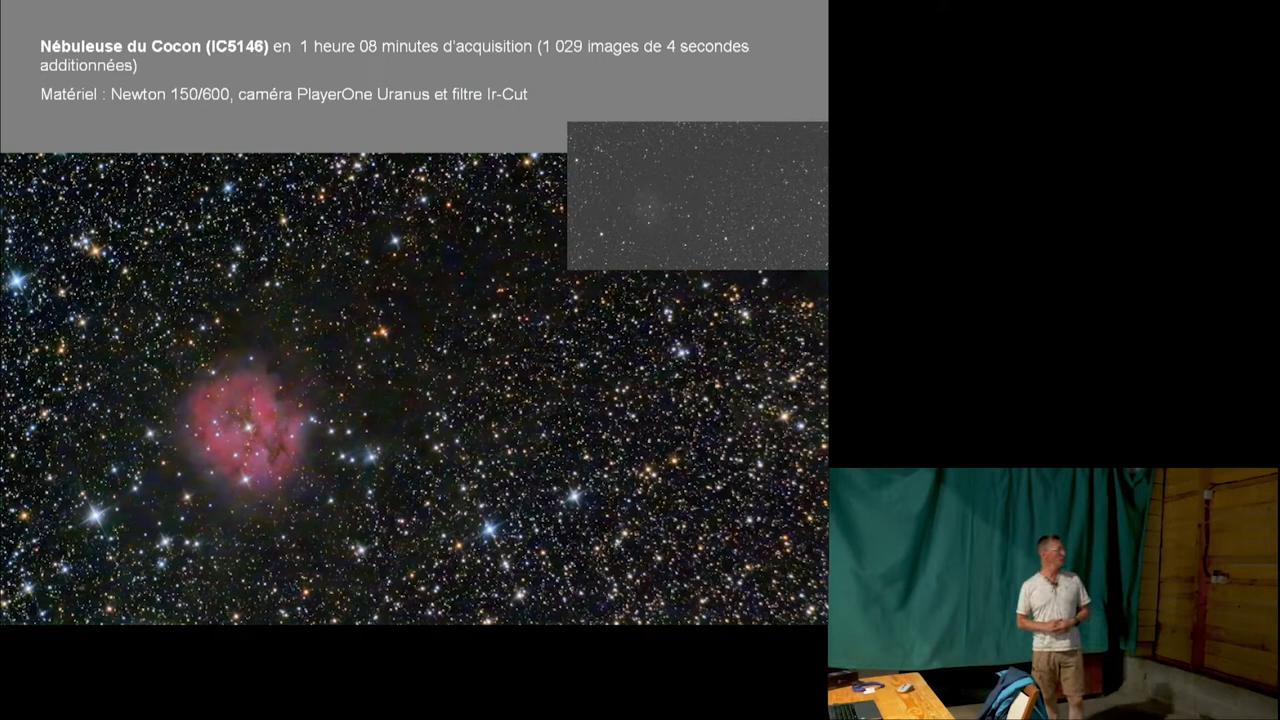 Nébuleuse du Cocon (IC5146) en  1 heure 08 minutes d'acquisition (1 029 images de 4 secondes
additionnées)
Matériel : Newton 150/600, caméra PlayerOne Uranus et filtre Ir-Cut